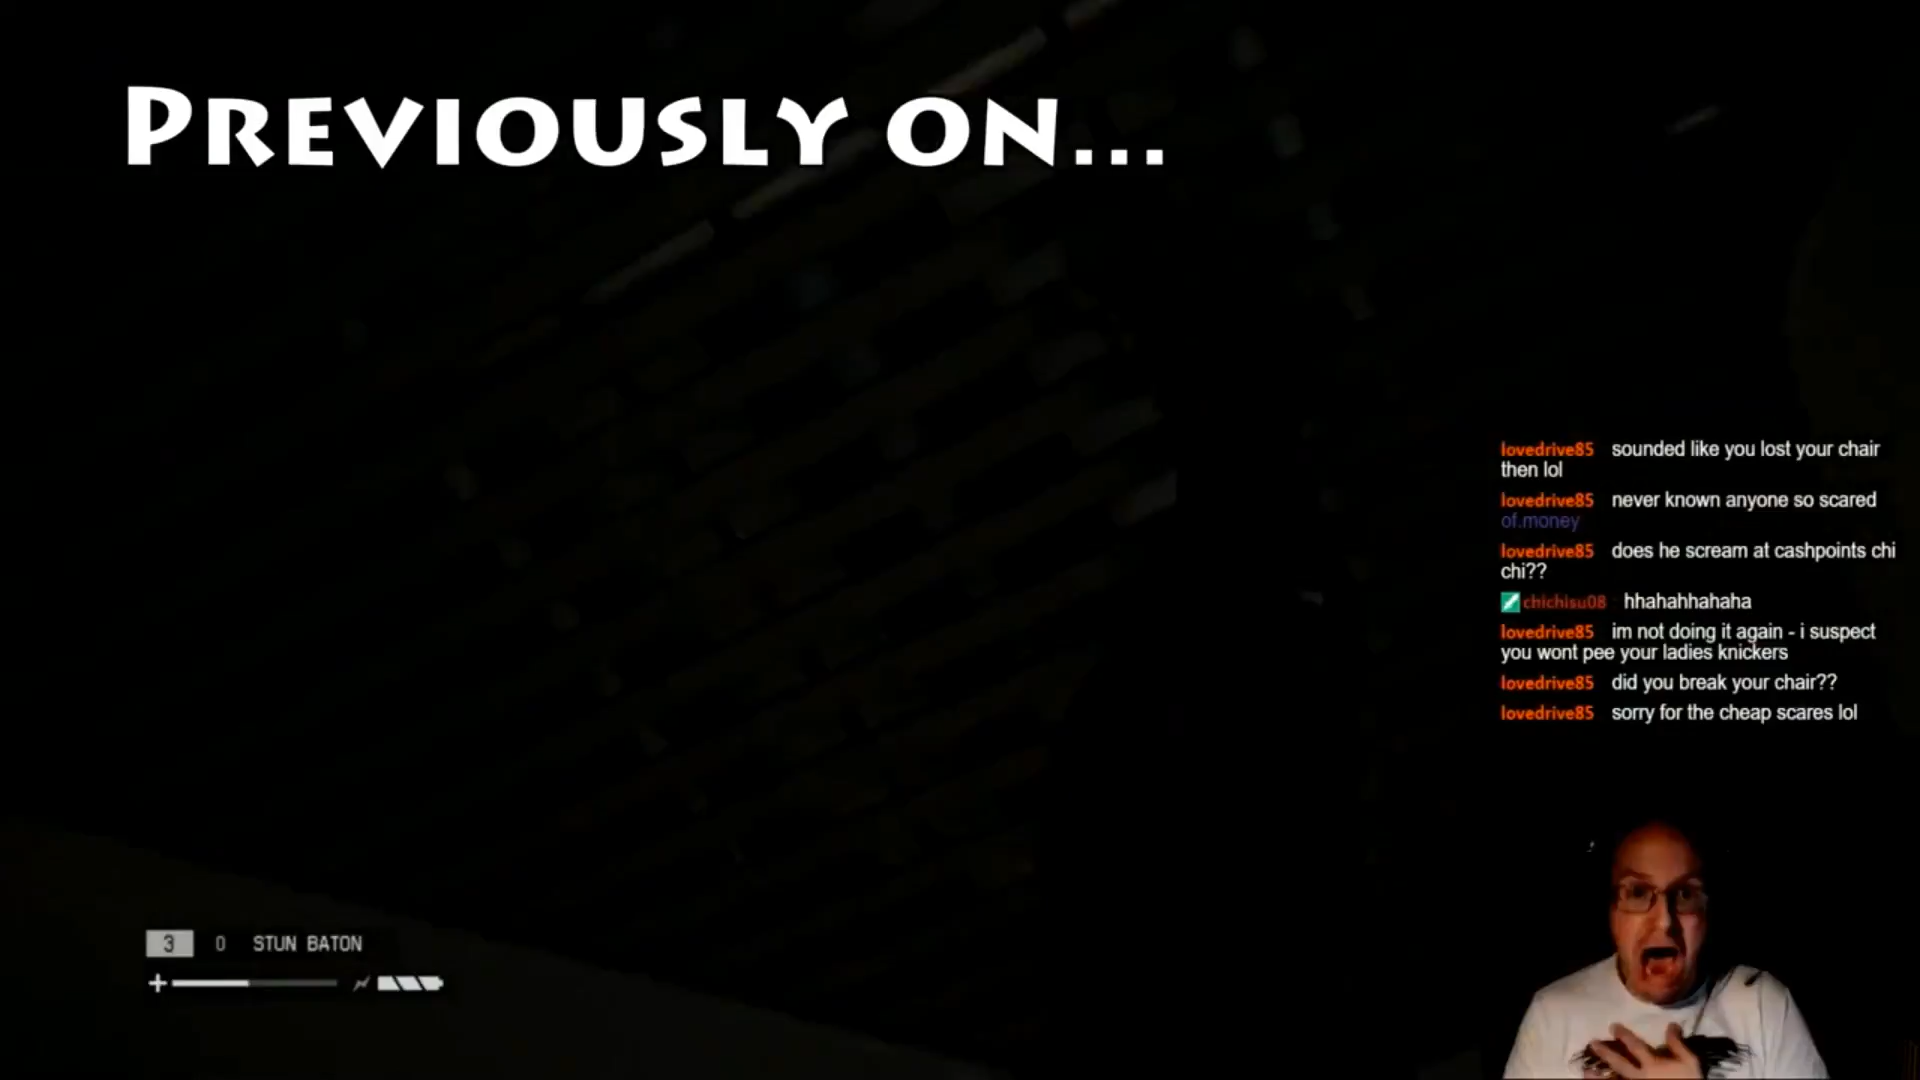 PREVIOUSLY ON...
lovedrive85 sounded like you lost your chair
then lol
lovedrive85 never known anyone so scared
of.money
lovedrive85 does he scream at cashpoints chi
chi??
chichisu08 hhahahhahaha
lovedrive85 im not doing it again - i suspect
you wont pee your ladies knickers
lovedrive85 did you break your chair??
lovedrive85 sorry for the cheap scares lol
3 0 STUN BATON